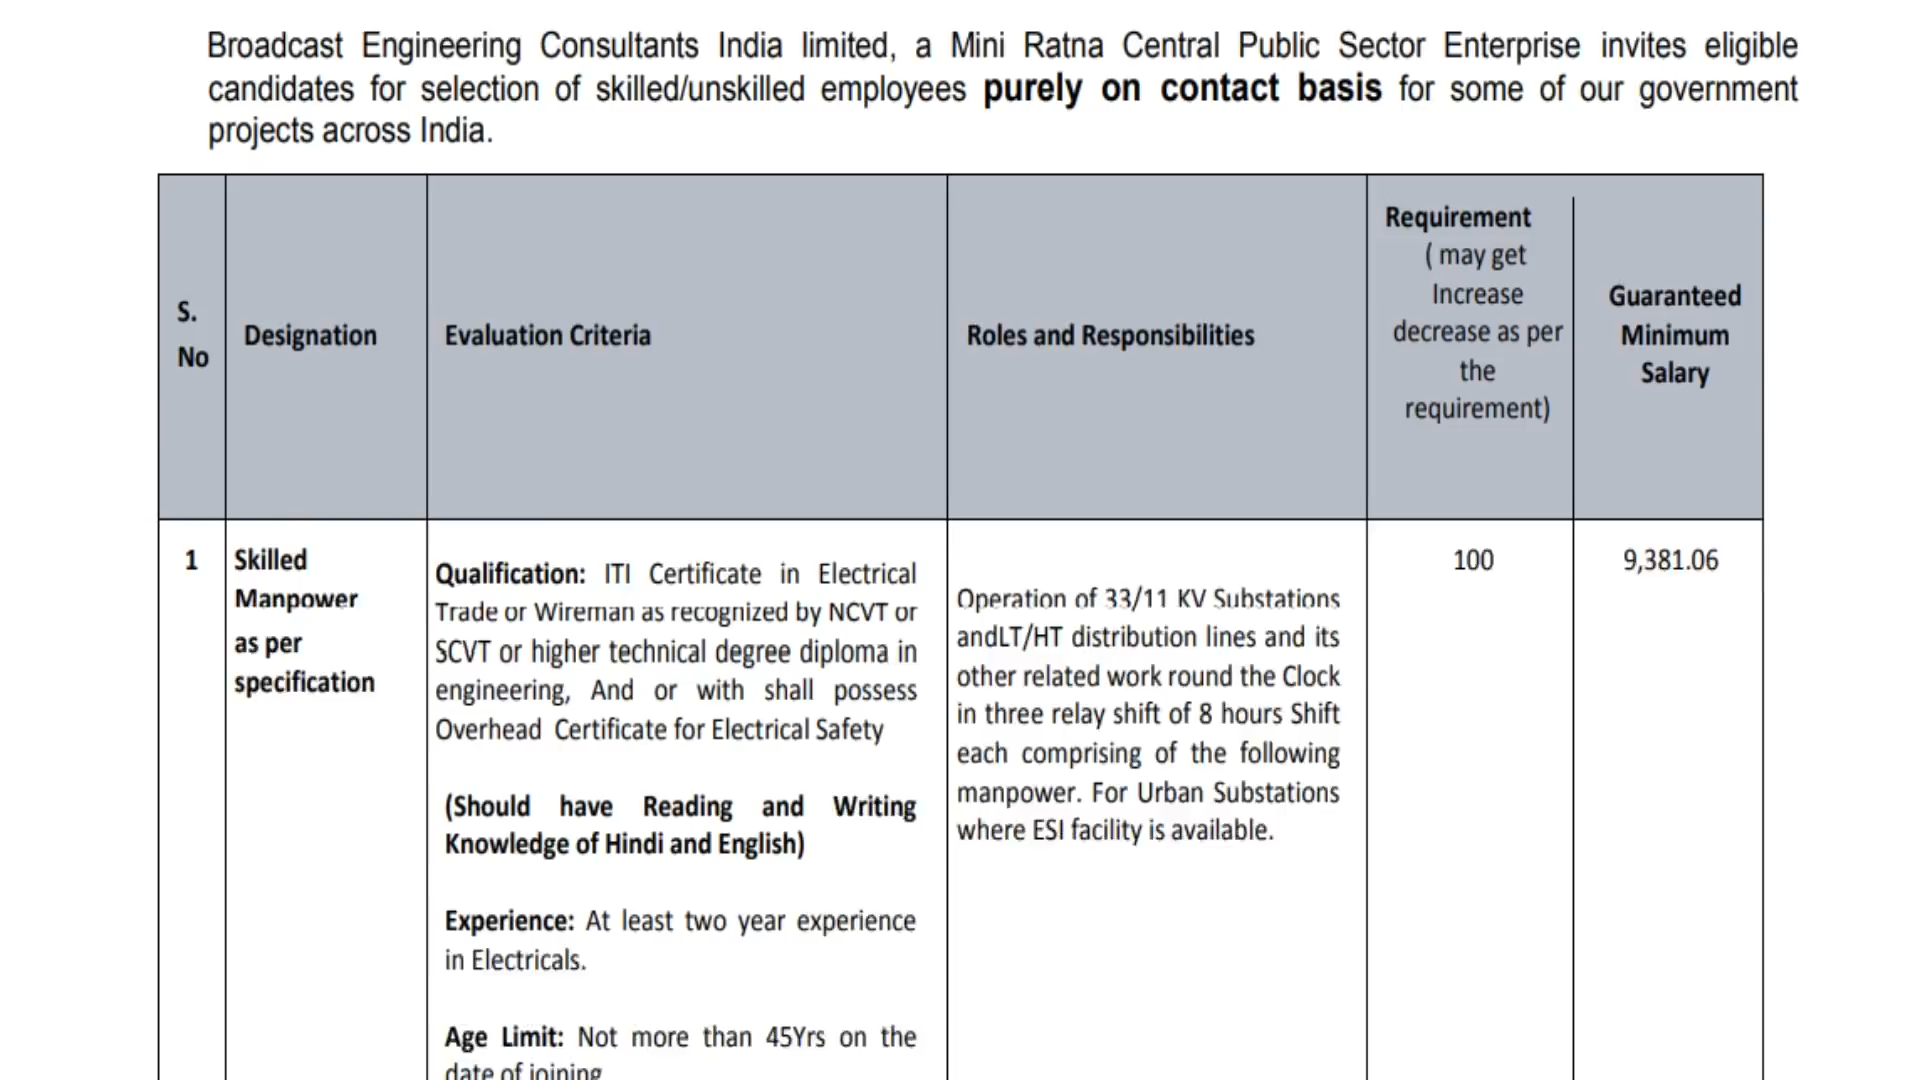 Broadcast Engineering Consultants India limited, a Mini Ratna Central Public Sector Enterprise invites eligible
candidates for selection of skilled/unskilled employees purely on contact basis for some of our government
projects across India.
S.
No
Designation
Evaluation Criteria
Roles and Responsibilities
Requirement
( may get
Increase
decrease as per
the
requirement)
Guaranteed
Minimum
Salary
1
Skilled
Manpower
as per
specification
Qualification: ITI Certificate in Electrical
Trade or Wireman as recognized by NCVT or
SCVT or higher technical degree diploma in
engineering, And or with shall possess
Overhead Certificate for Electrical Safety
(Should have Reading and Writing
Knowledge of Hindi and English)
Experience: At least two year experience
in Electricals.
Age Limit: Not more than 45Yrs on the
date of joining
Operation of 33/11 KV Substations
andLT/HT distribution lines and its
other related work round the Clock
in three relay shift of 8 hours Shift
each comprising of the following
manpower. For Urban Substations
where ESI facility is available.
100
9,381.06